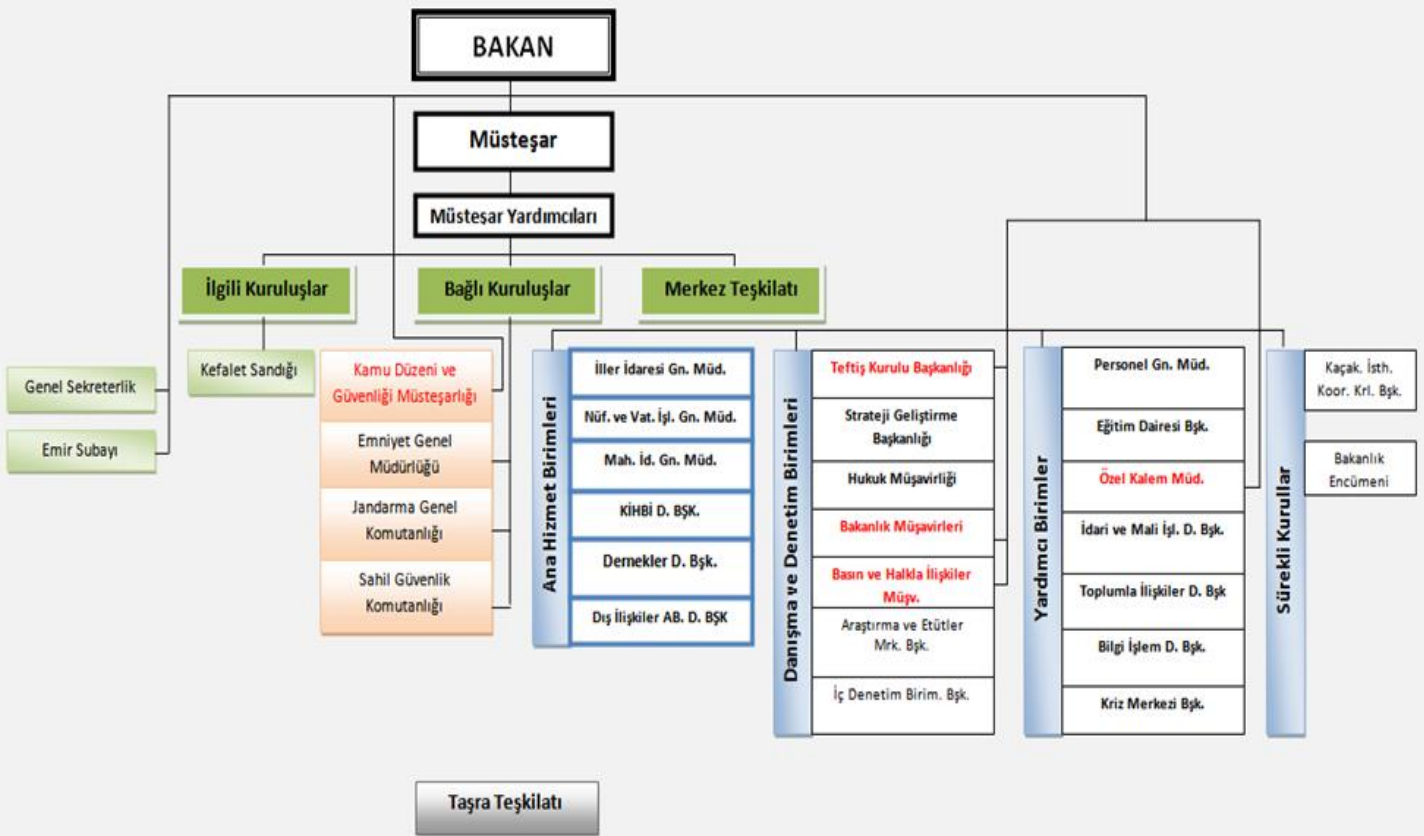 BAKAN
Müsteşar
Müsteşar Yardımcıları
İlgili Kuruluşlar
Bağlı Kuruluşlar
Merkez Teşkilatı
Genel Sekreterlik
Emir Subayı
Kefalet Sandığı
Kamu Düzeni ve
Güvenliği Müsteşarlığı
Emniyet Genel
Müdürlüğü
Jandarma Genel
Komutanlığı
Sahil Güvenlik
Komutanlığı
Ana Hizmet Birimleri
İller İdaresi Gn. Müd.
Nüf. ve Vat. İşl. Gn. Müd.
Mah. İd. Gn. Müd.
KİHBİ D. BŞK.
Dernekler D. Bşk.
Dış İlişkiler AB. D. BŞK
Danışma ve Denetim Birimleri
Teftiş Kurulu Başkanlığı
Strateji Geliştirme
Başkanlığı
Hukuk Müşavirliği
Bakanlık Müşavirleri
Basın ve Halkla İlişkiler
Müşv.
Araştırma ve Etütler
Mrk. Bşk.
İç Denetim Birim. Bşk.
Yardımcı Birimler
Personel Gn. Müd.
Eğitim Dairesi Bşk.
Özel Kalem Müd.
İdari ve Mali İşl. D. Bşk.
Toplumla İlişkiler D. Bşk
Bilgi İşlem D. Bşk.
Kriz Merkezi Bşk.
Sürekli Kurullar
Kaçak. İsth.
Koor. Krl. Bşk.
Bakanlık
Encümeni
Taşra Teşkilatı